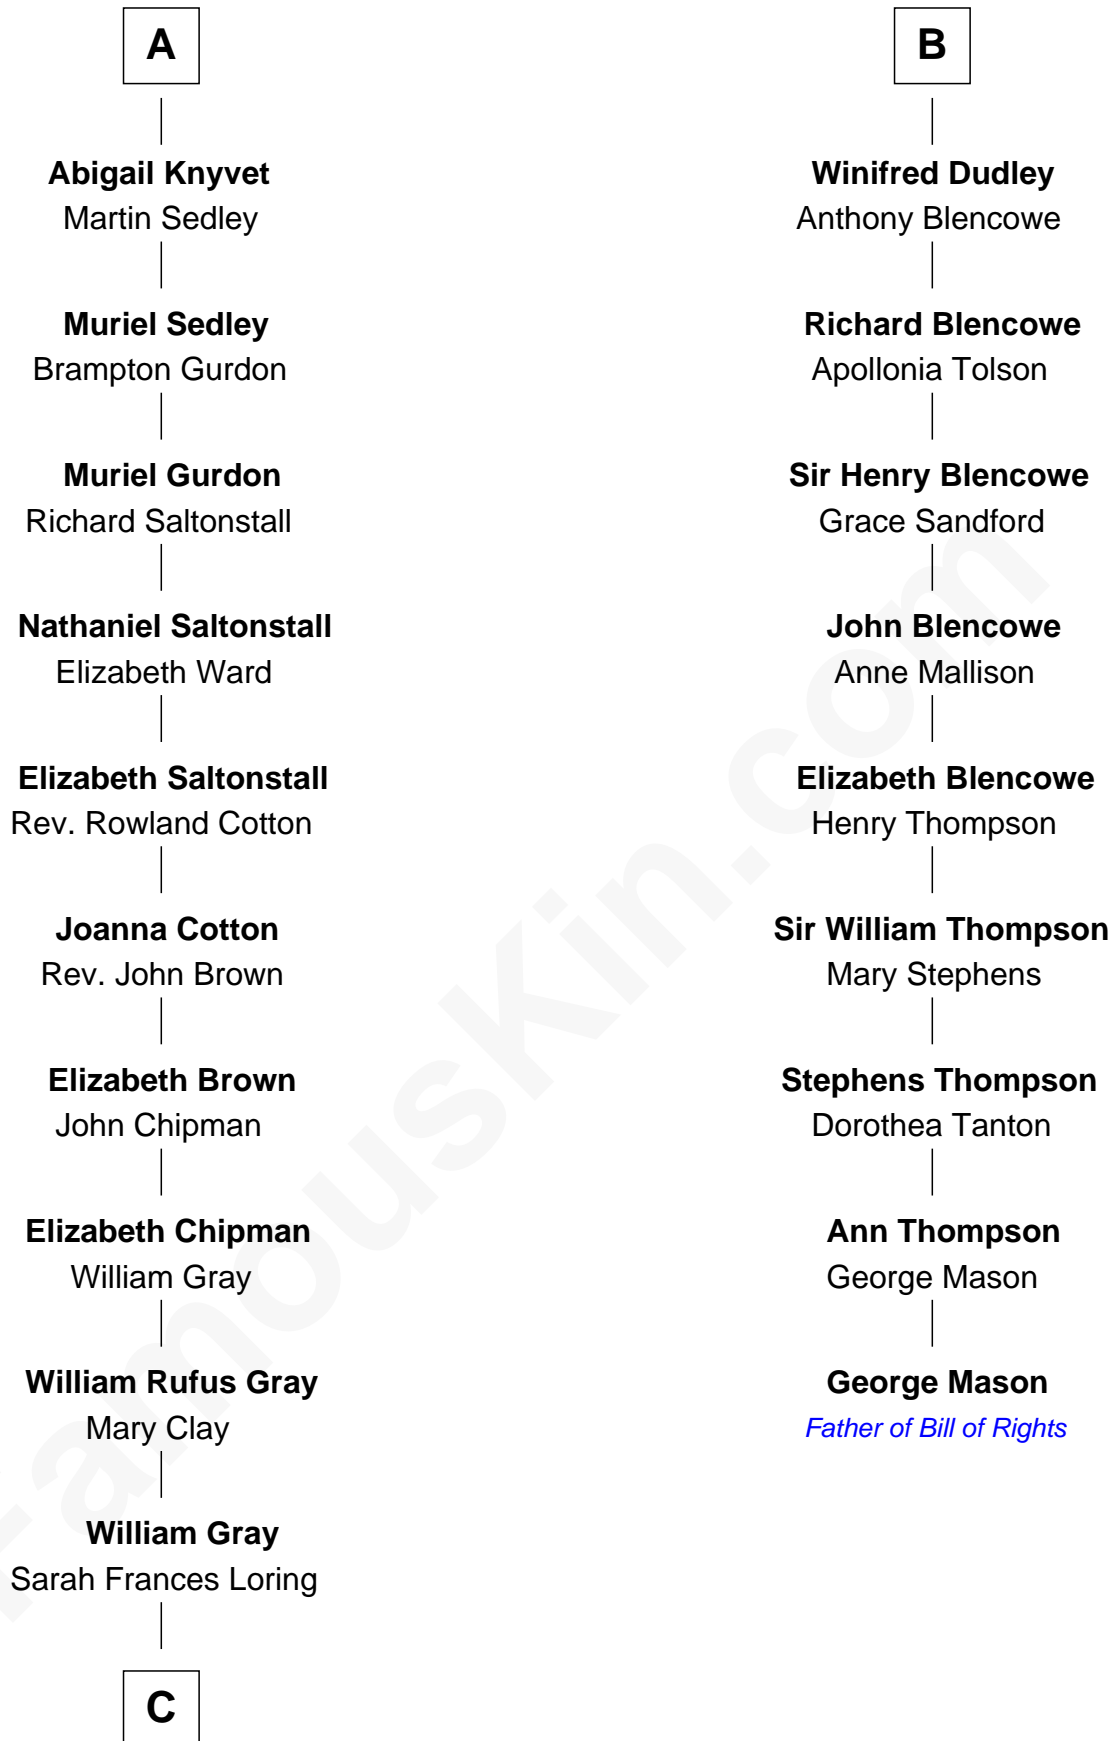 A
Abigail Knyvet
Martin Sedley
Muriel Sedley
Brampton Gurdon
Muriel Gurdon
Richard Saltonstall
Nathaniel Saltonstall
Elizabeth Ward
Elizabeth Saltonstall
Rev. Rowland Cotton
Joanna Cotton
Rev. John Brown
Elizabeth Brown
John Chipman
Elizabeth Chipman
William Gray
William Rufus Gray
Mary Clay
William Gray
Sarah Frances Loring
C
B
Winifred Dudley
Anthony Blencowe
Richard Blencowe
Apollonia Tolson
Sir Henry Blencowe
Grace Sandford
John Blencowe
Anne Mallison
Elizabeth Blencowe
Henry Thompson
Sir William Thompson
Mary Stephens
Stephens Thompson
Dorothea Tanton
Ann Thompson
George Mason
George Mason
Father of Bill of Rights
FamousKin.com